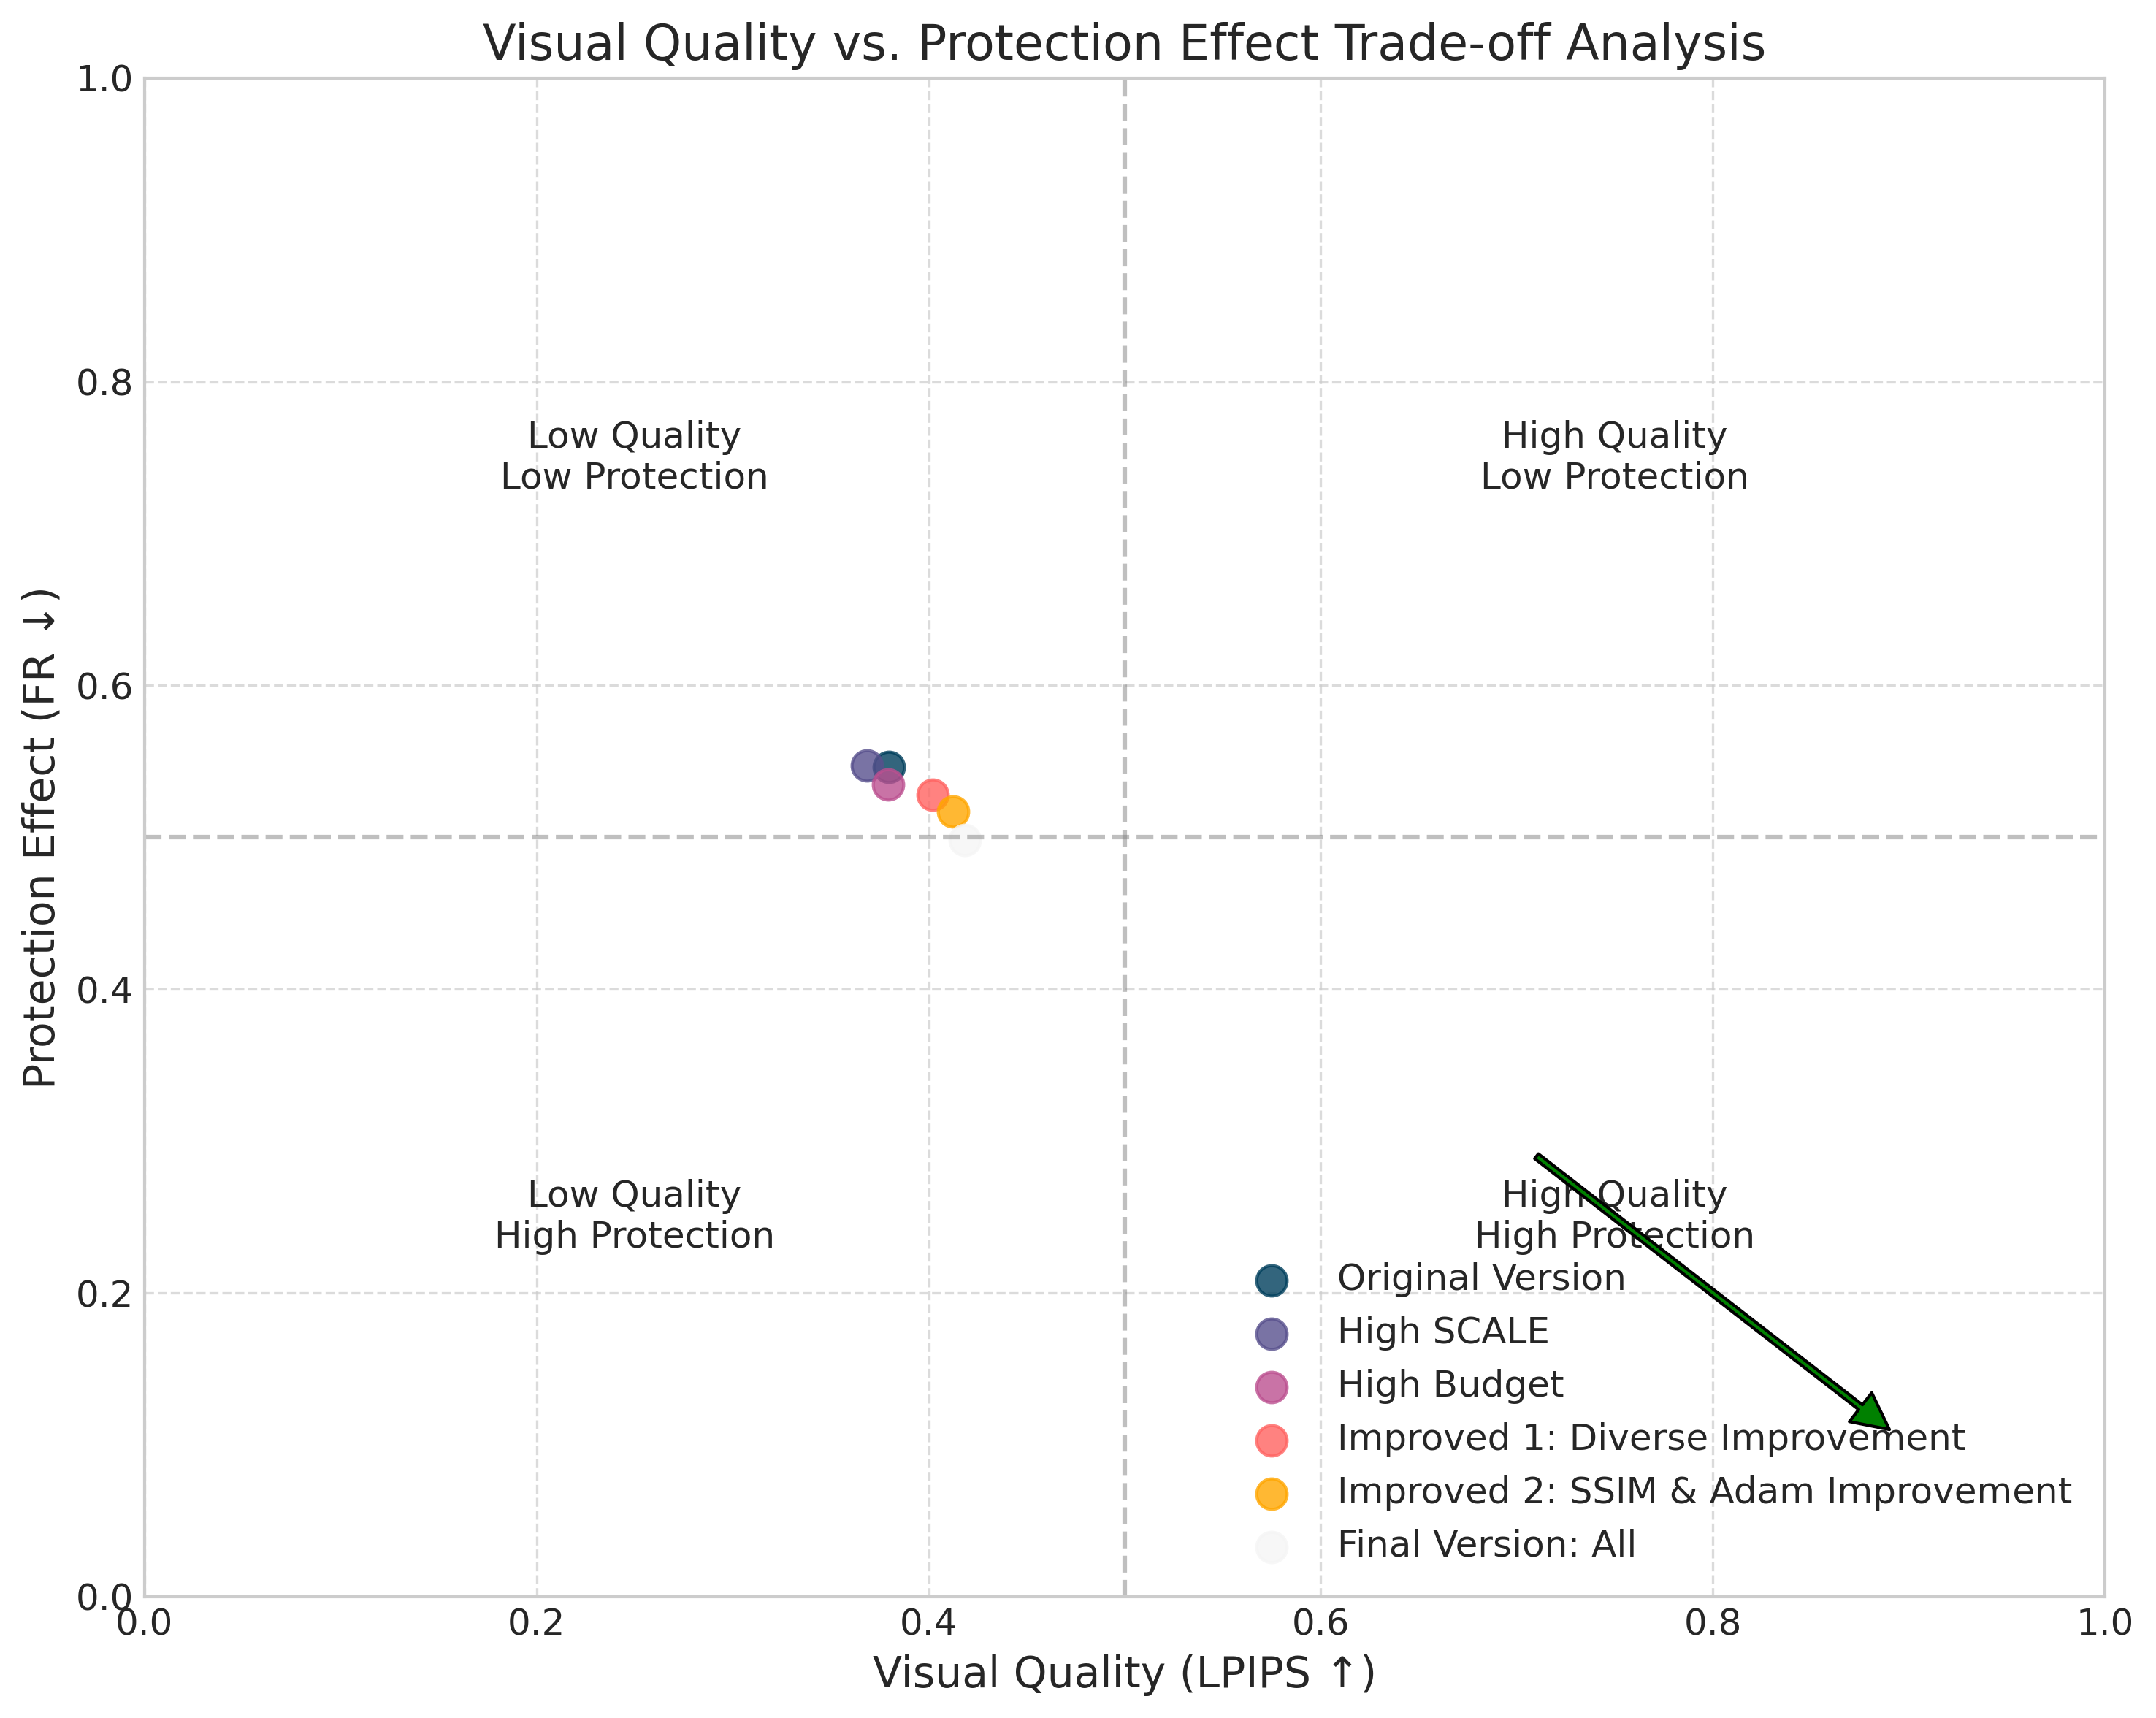 Visual Quality vs. Protection Effect Trade-off Analysis
1.0
0.8
0.6
0.4
0.2
0.0
Protection Effect (FR ↓)
Low Quality
Low Protection
High Quality
Low Protection
Low Quality
High Protection
High Quality
High Protection
Original Version
High SCALE
High Budget
Improved 1: Diverse Improvement
Improved 2: SSIM & Adam Improvement
Final Version: All
0.0
0.2
0.4
0.6
0.8
1.0
Visual Quality (LPIPS ↑)